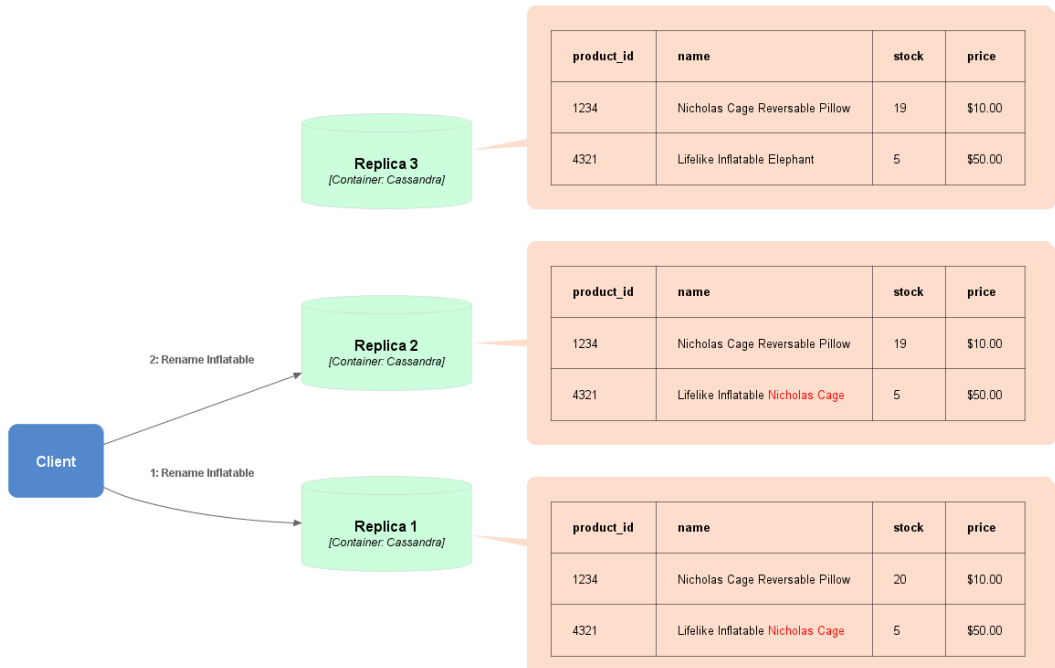 product_id name stock price
1234 Nicholas Cage Reversable Pillow 19 $10.00
4321 Lifelike Inflatable Elephant 5 $50.00
Replica 3
[Container: Cassandra]
product_id name stock price
1234 Nicholas Cage Reversable Pillow 19 $10.00
4321 Lifelike Inflatable Nicholas Cage 5 $50.00
Replica 2
[Container: Cassandra]
2: Rename Inflatable
Client
1: Rename Inflatable
Replica 1
[Container: Cassandra]
product_id name stock price
1234 Nicholas Cage Reversable Pillow 20 $10.00
4321 Lifelike Inflatable Nicholas Cage 5 $50.00